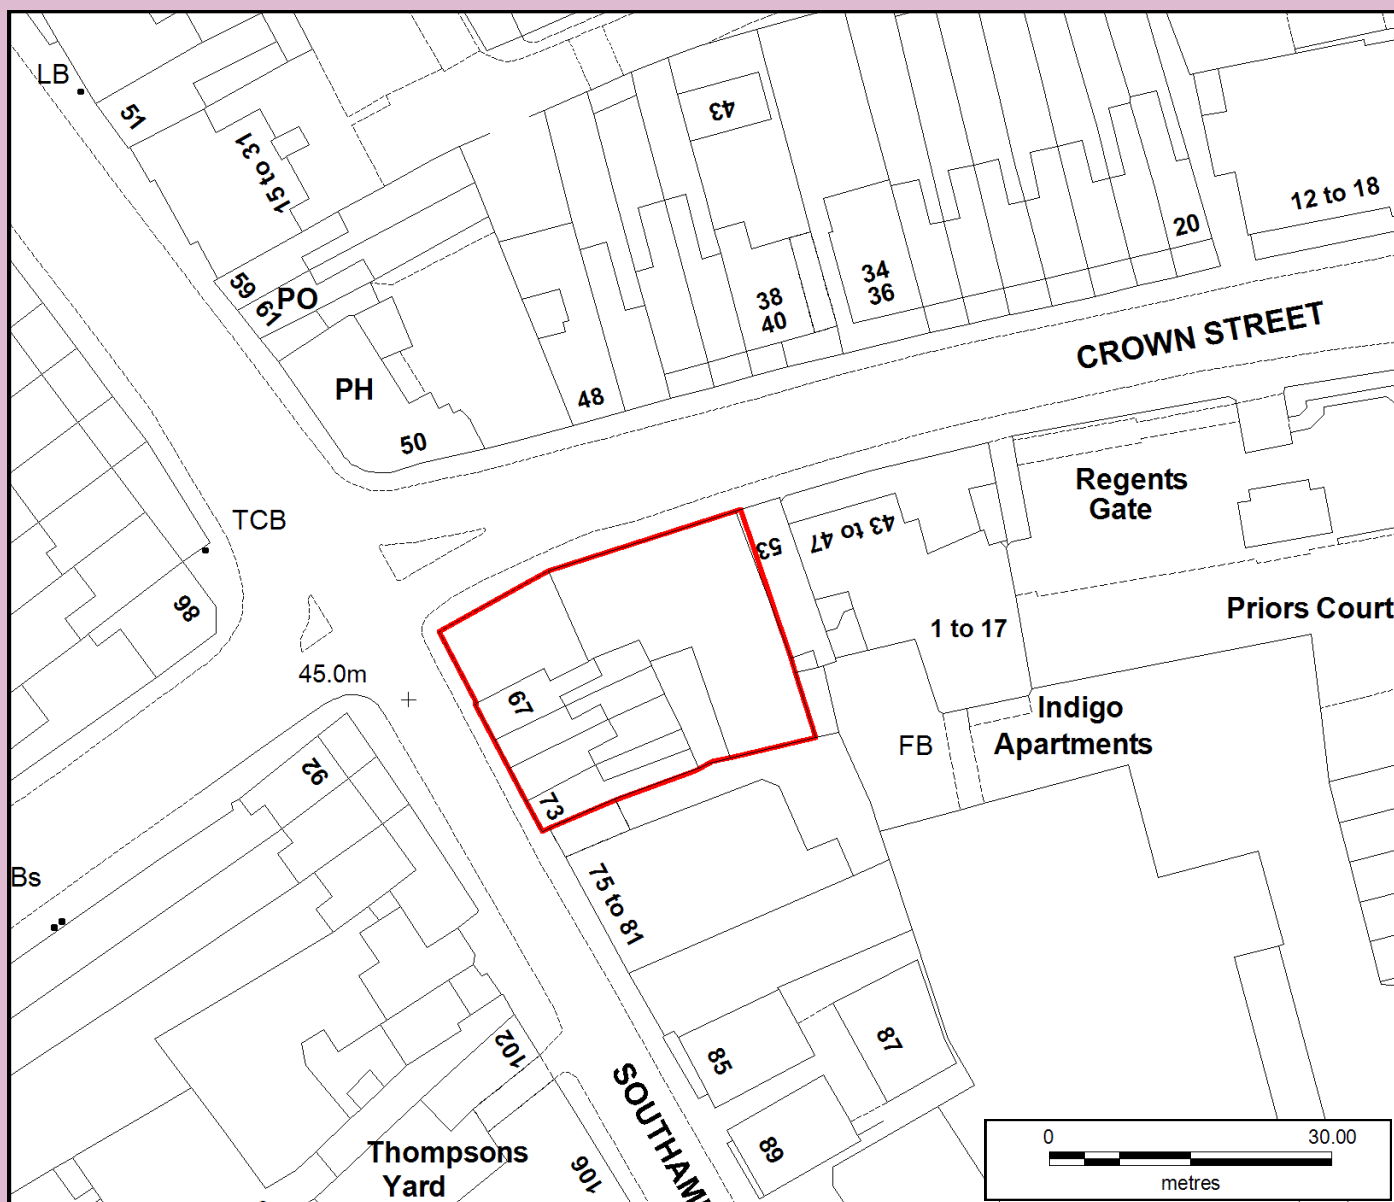 LB
51
15 to 31
43
12 to 18
20
59
61
PO
34
36
38
40
CROWN STREET
PH
48
50
Regents
Gate
TCB
53
43 to 47
98
Priors Court
1 to 17
45.0m
67
Indigo
Apartments
FB
92
73
Bs
75 to 81
102
85
87
SOUTHAM
89
Thompsons
Yard
106
0
30.00
metres